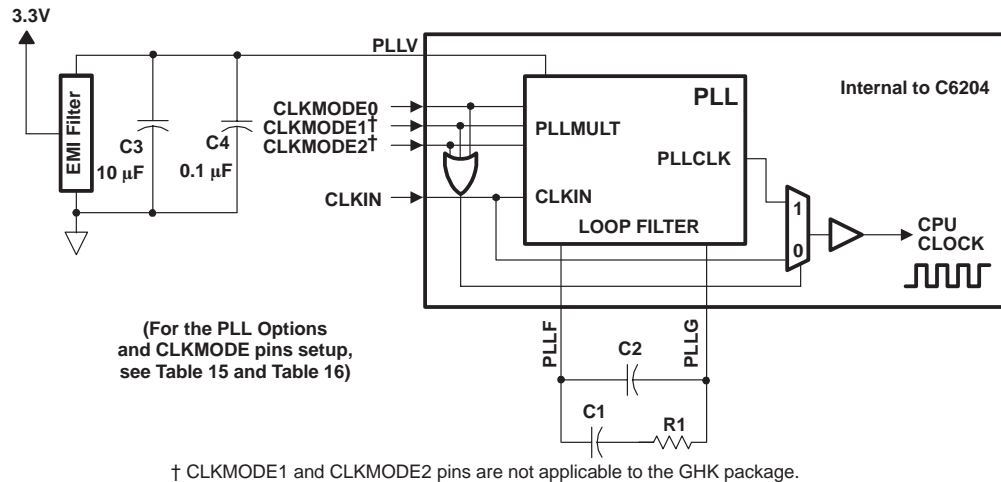 3.3V
PLLV
Internal to C6204
PLL
EMI Filter
CLKMODE0
CLKMODE1†
CLKMODE2†
PLLMULT
C3
10 μF
C4
0.1 μF
PLLCLK
CLKIN
CLKIN
LOOP FILTER
1
0
CPU
CLOCK
(For the PLL Options
and CLKMODE pins setup,
see Table 15 and Table 16)
PLLF
PLLG
C2
C1
R1
† CLKMODE1 and CLKMODE2 pins are not applicable to the GHK package.